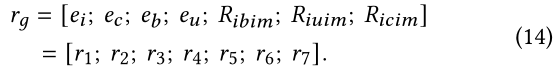 r_g = [e_i; e_c; e_b; e_u; R_{ibim}; R_{iuim}; R_{icim}]
= [r_1; r_2; r_3; r_4; r_5; r_6; r_7]. (14)